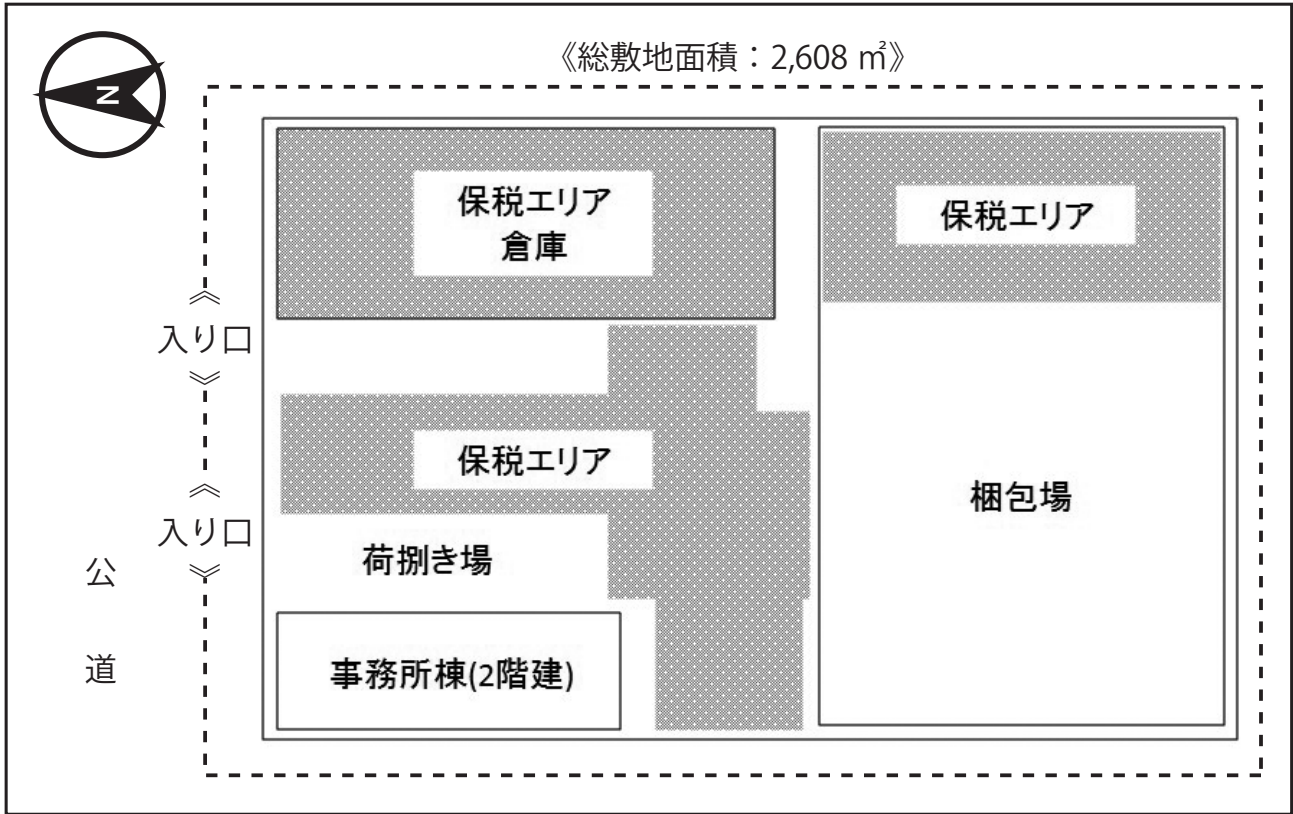 《総敷地面積：2,608 ㎡》
N
保税エリア
倉庫
保税エリア
《
入り口
》
保税エリア
《
入り口
》
梱包場
荷捌き場
公
道
事務所棟(2階建)